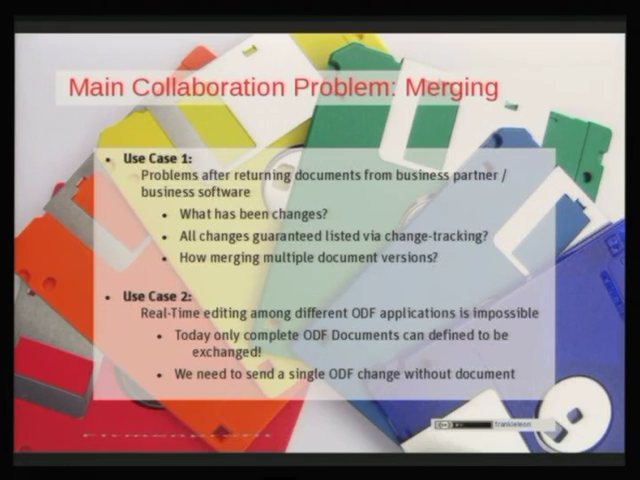 Main Collaboration Problem: Merging
• Use Case 1:
Problems after returning documents from business partner /
business software
• What has been changes?
• All changes guaranteed listed via change-tracking?
• How merging multiple document versions?
• Use Case 2:
Real-Time editing among different ODF applications is impossible
• Today only complete ODF Documents can defined to be
exchanged!
• We need to send a single ODF change without document
frankieleon